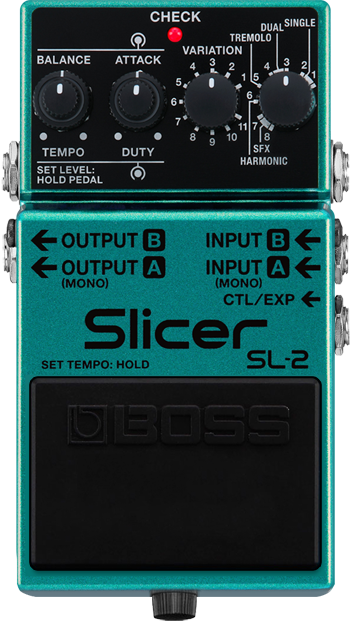 CHECK
BALANCE ATTACK
TEMPO DUTY
SET LEVEL:
HOLD PEDAL
VARIATION
1 2 3 4 5 6 7 8 9 10 11
SINGLE
DUAL
TREMOLO
1 2 3 4 5 6 7 8
SFX
HARMONIC
OUTPUT B INPUT B
OUTPUT A INPUT A
(MONO) (MONO)
CTL/EXP
Slicer
SL-2
SET TEMPO: HOLD
BOSS